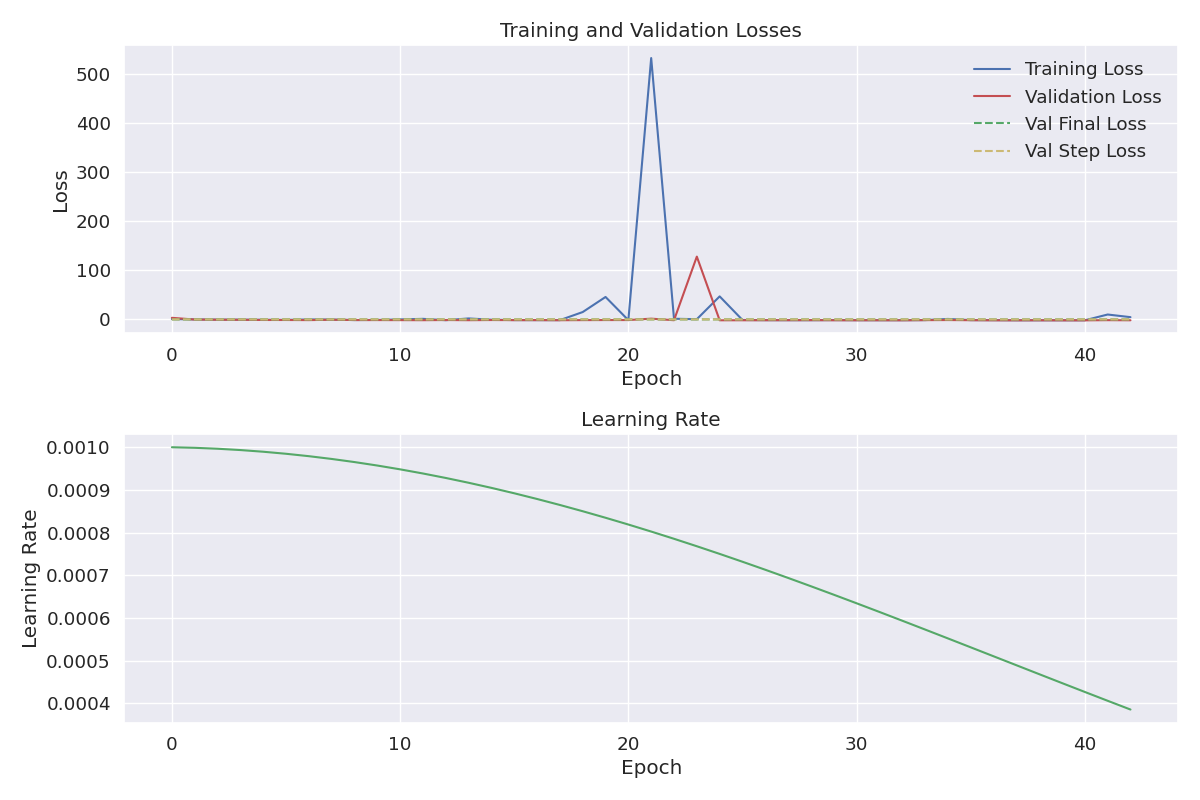 Training and Validation Losses
500
400
300
200
100
0
Loss
Training Loss
Validation Loss
Val Final Loss
Val Step Loss
0 10 20 30 40
Epoch
Learning Rate
0.0010
0.0009
0.0008
0.0007
0.0006
0.0005
0.0004
Learning Rate
0 10 20 30 40
Epoch